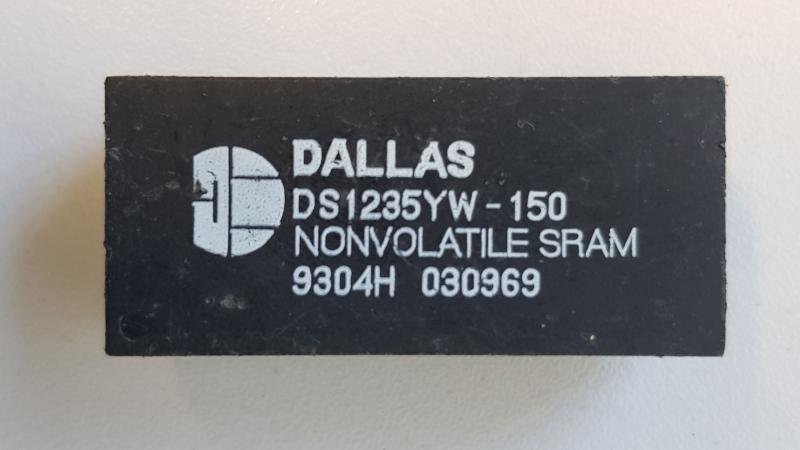 DALLAS
DS1235YW-150
NONVOLATILE SRAM
9304H 030969